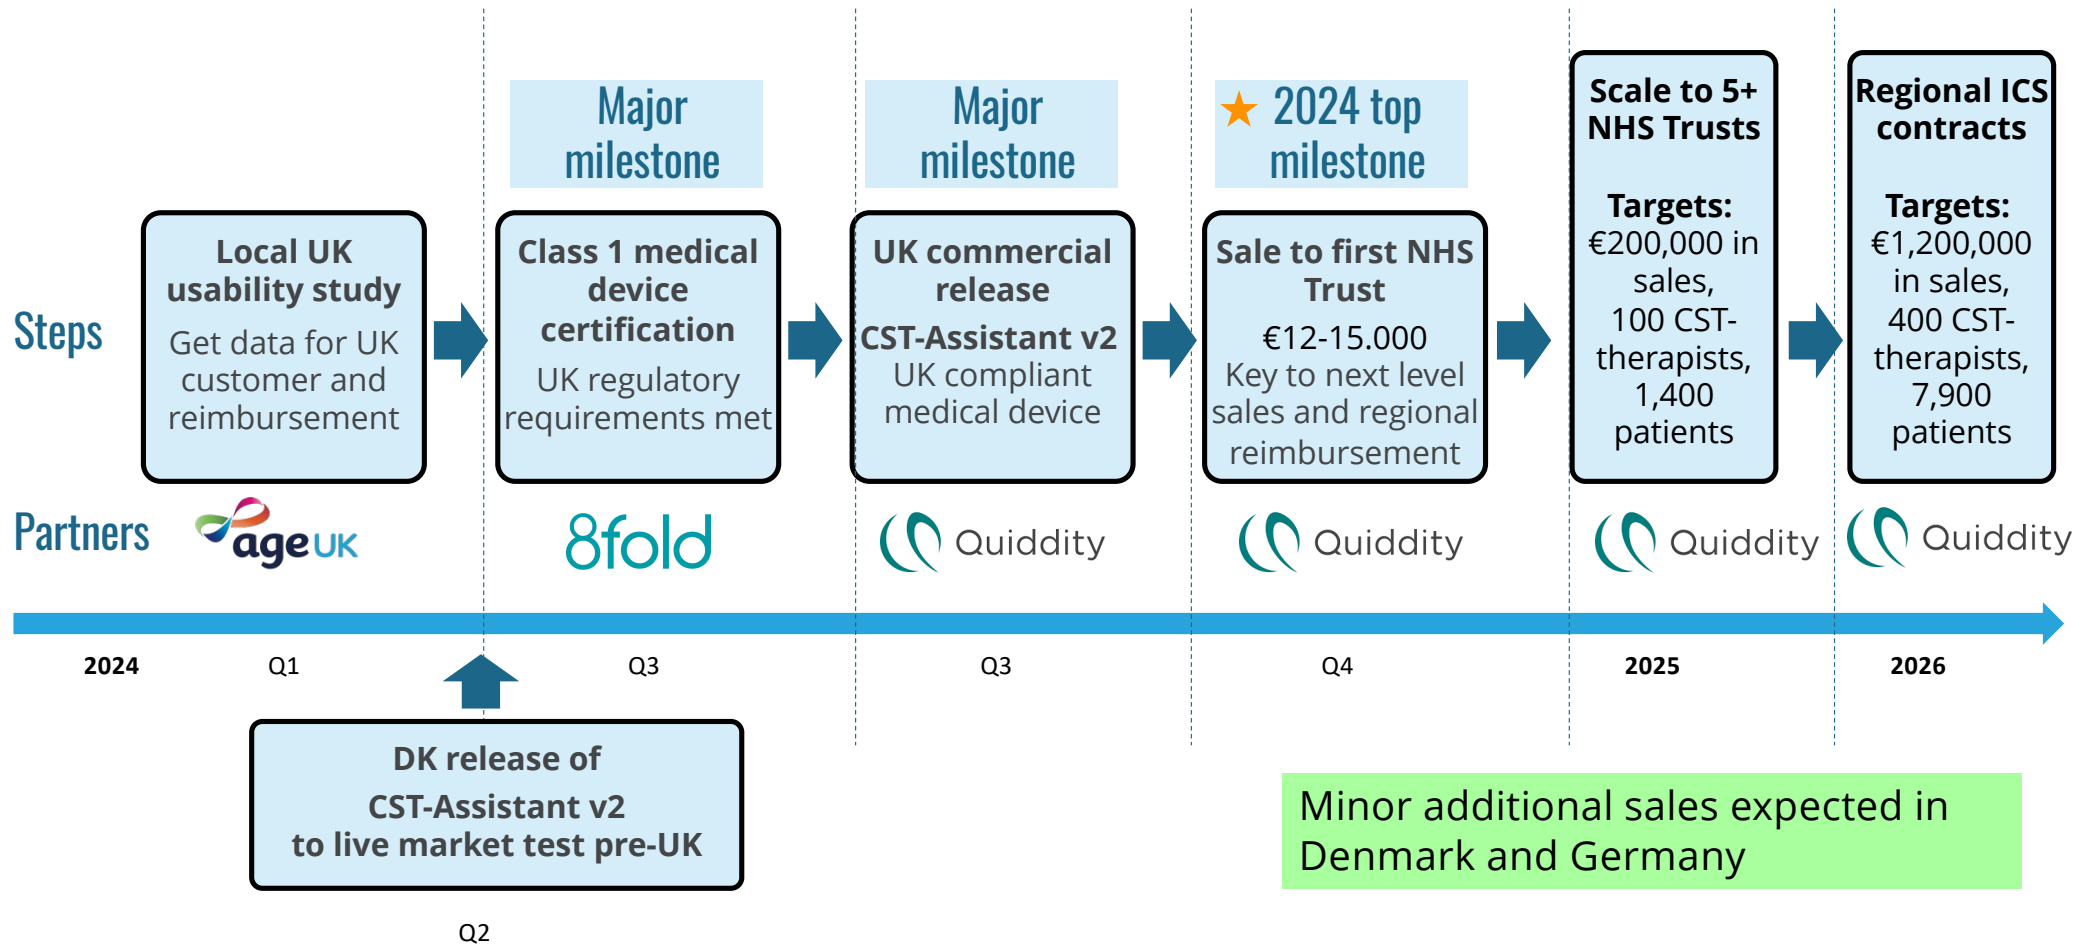 Major
milestone
Major
milestone
2024 top
milestone
Scale to 5+
NHS Trusts
Targets:
€200,000 in
sales,
100 CST-
therapists,
1,400
patients
Regional ICS
contracts
Targets:
€1,200,000
in sales,
400 CST-
therapists,
7,900
patients
Steps
Local UK
usability study
Get data for UK
customer and
reimbursement
Class 1 medical
device
certification
UK regulatory
requirements met
UK commercial
release
CST-Assistant v2
UK compliant
medical device
Sale to first NHS
Trust
€12-15.000
Key to next level
sales and regional
reimbursement
Partners
age UK
8fold
Quiddity
Quiddity
Quiddity
Quiddity
2024
Q1
Q3
Q3
Q4
2025
2026
DK release of
CST-Assistant v2
to live market test pre-UK
Q2
Minor additional sales expected in
Denmark and Germany